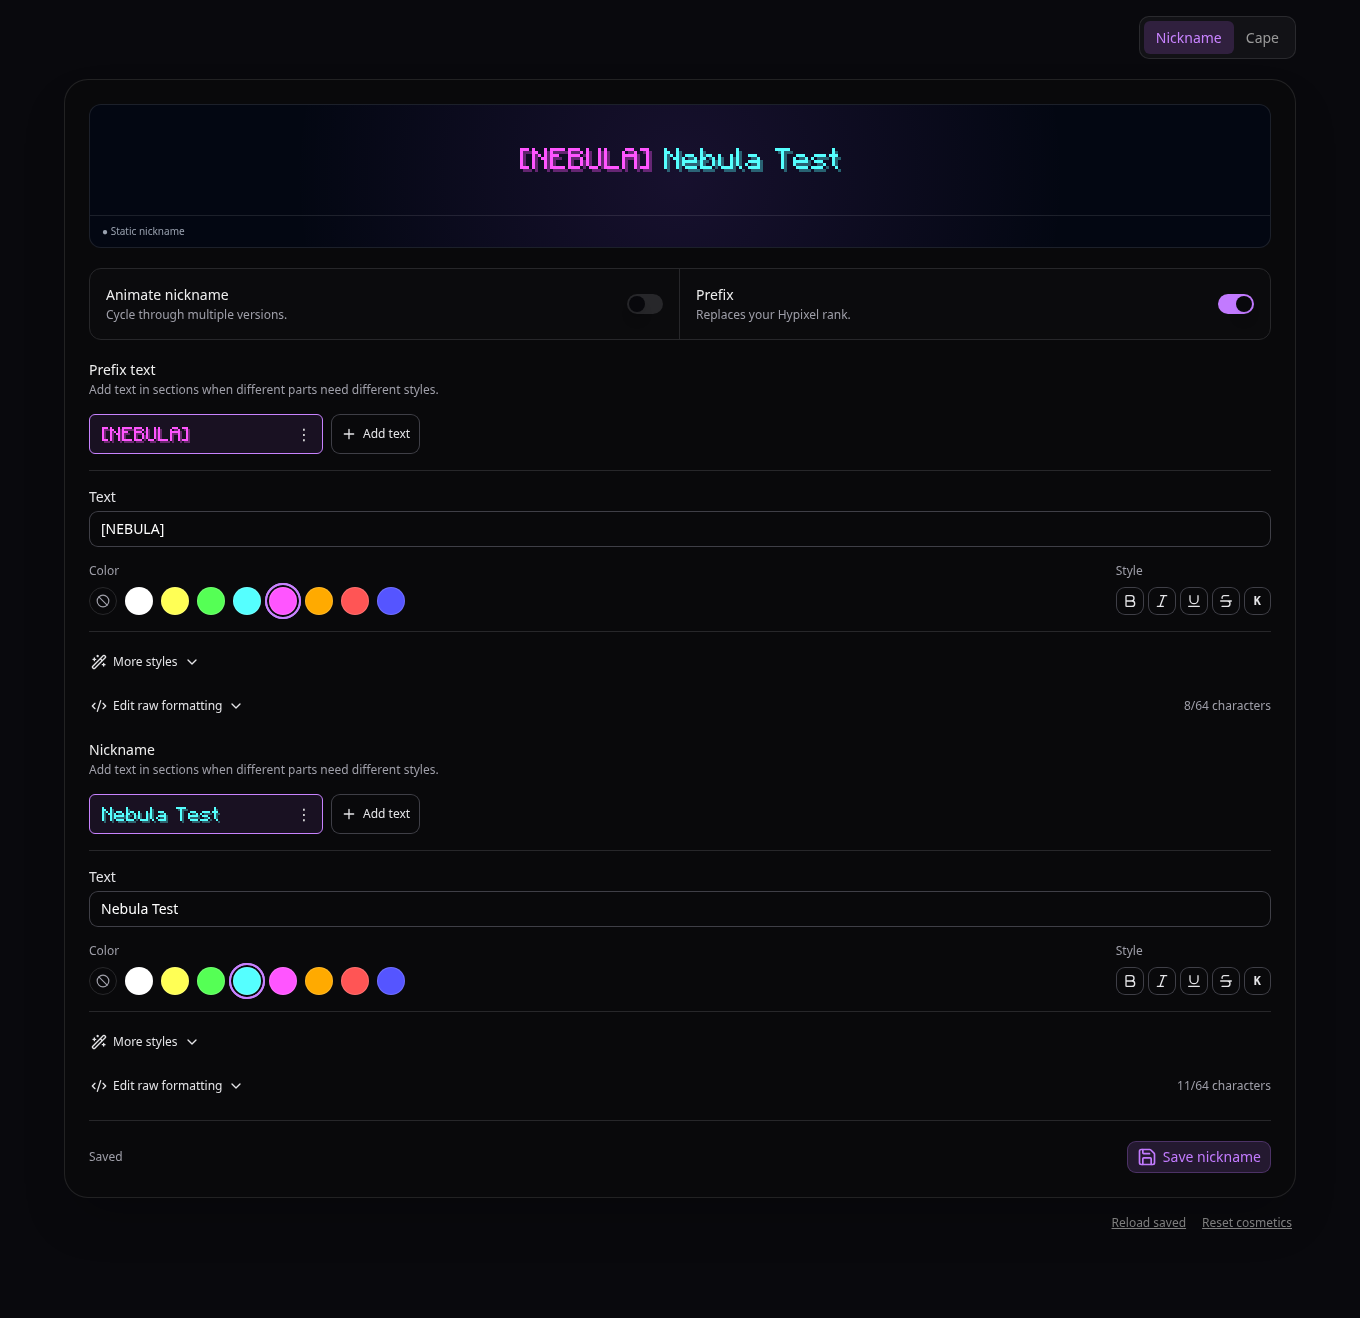 Nickname Cape
[NEBULA] Nebula Test
● Static nickname
Animate nickname
Cycle through multiple versions.
Prefix
Replaces your Hypixel rank.
Prefix text
Add text in sections when different parts need different styles.
[NEBULA] ⋮ + Add text
Text
[NEBULA]
Color Style
B I U S K
More styles
Edit raw formatting 8/64 characters
Nickname
Add text in sections when different parts need different styles.
Nebula Test ⋮ + Add text
Text
Nebula Test
Color Style
B I U S K
More styles
Edit raw formatting 11/64 characters
Saved Save nickname
Reload saved Reset cosmetics